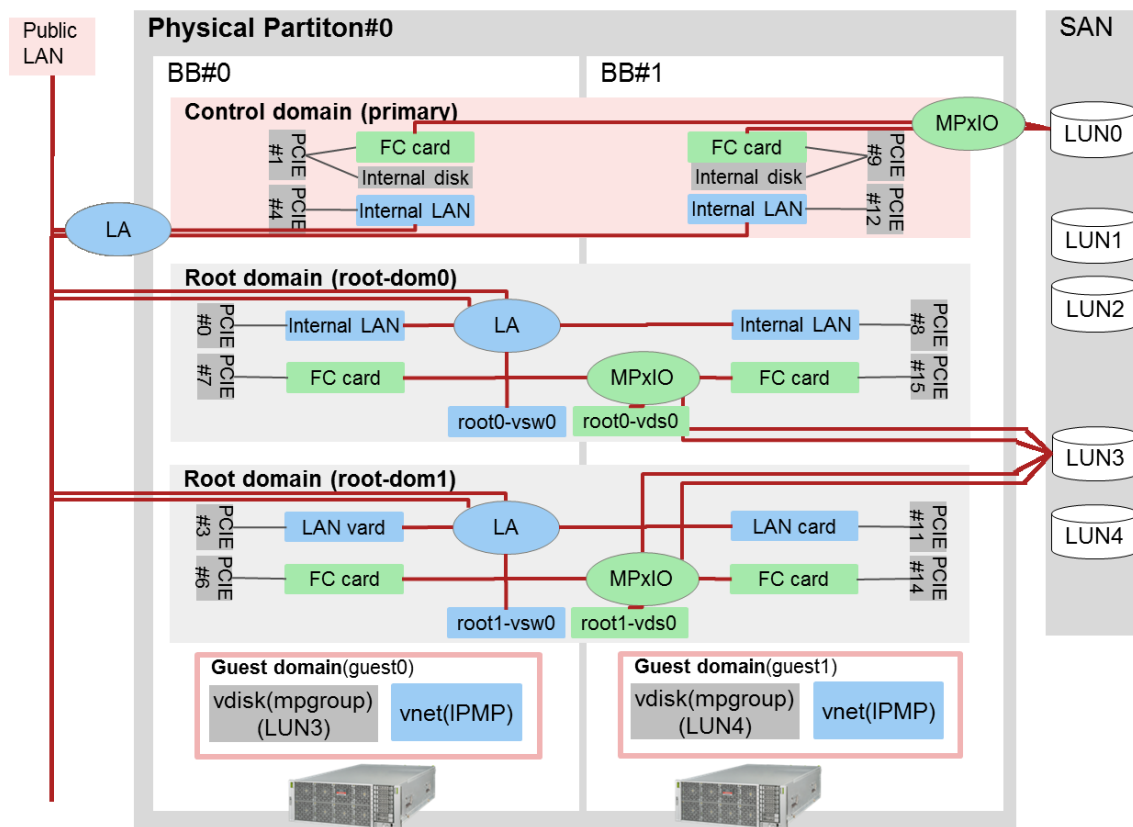 Public
LAN
Physical Partiton#0
SAN
BB#0
BB#1
Control domain (primary)
MPxIO
LUN0
PCIE
#1
FC card
Internal disk
FC card
Internal disk
PCIE
#9
PCIE
#4
Internal LAN
Internal LAN
PCIE
#12
LA
LUN1
Root domain (root-dom0)
LUN2
PCIE
#0
Internal LAN
LA
Internal LAN
PCIE
#8
PCIE
#7
FC card
MPxIO
FC card
PCIE
#15
root0-vsw0
root0-vds0
LUN3
Root domain (root-dom1)
PCIE
#3
LAN vard
LA
LAN card
PCIE
#11
LUN4
PCIE
#6
FC card
MPxIO
FC card
PCIE
#14
root1-vsw0
root1-vds0
Guest domain(guest0)
vdisk(mpgroup)
(LUN3)
vnet(IPMP)
Guest domain(guest1)
vdisk(mpgroup)
(LUN4)
vnet(IPMP)